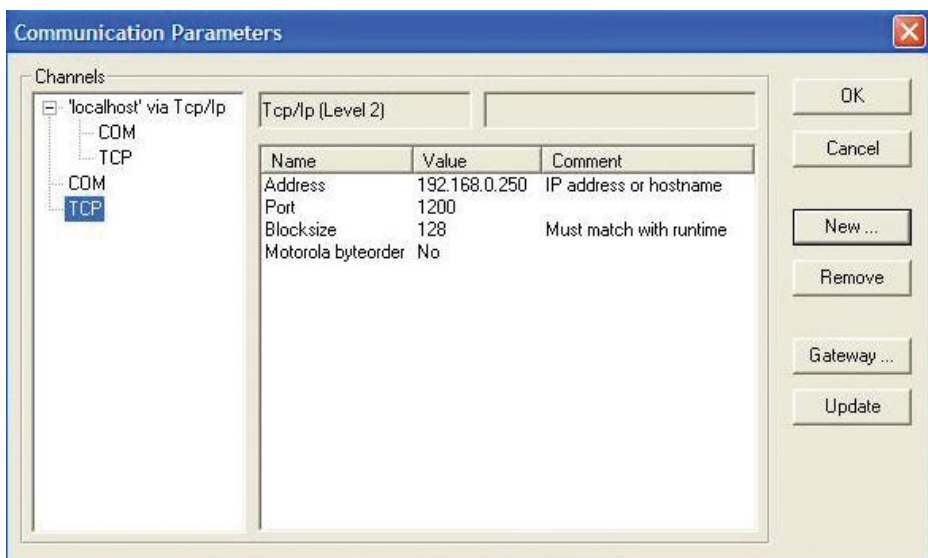 Communication Parameters
Channels
'localhost' via Tcp/Ip
COM
TCP
COM
TCP
Tcp/Ip (Level 2)
Name Value Comment
Address 192.168.0.250 IP address or hostname
Port 1200
Blocksize 128 Must match with runtime
Motorola byteorder No
OK
Cancel
New ...
Remove
Gateway ...
Update